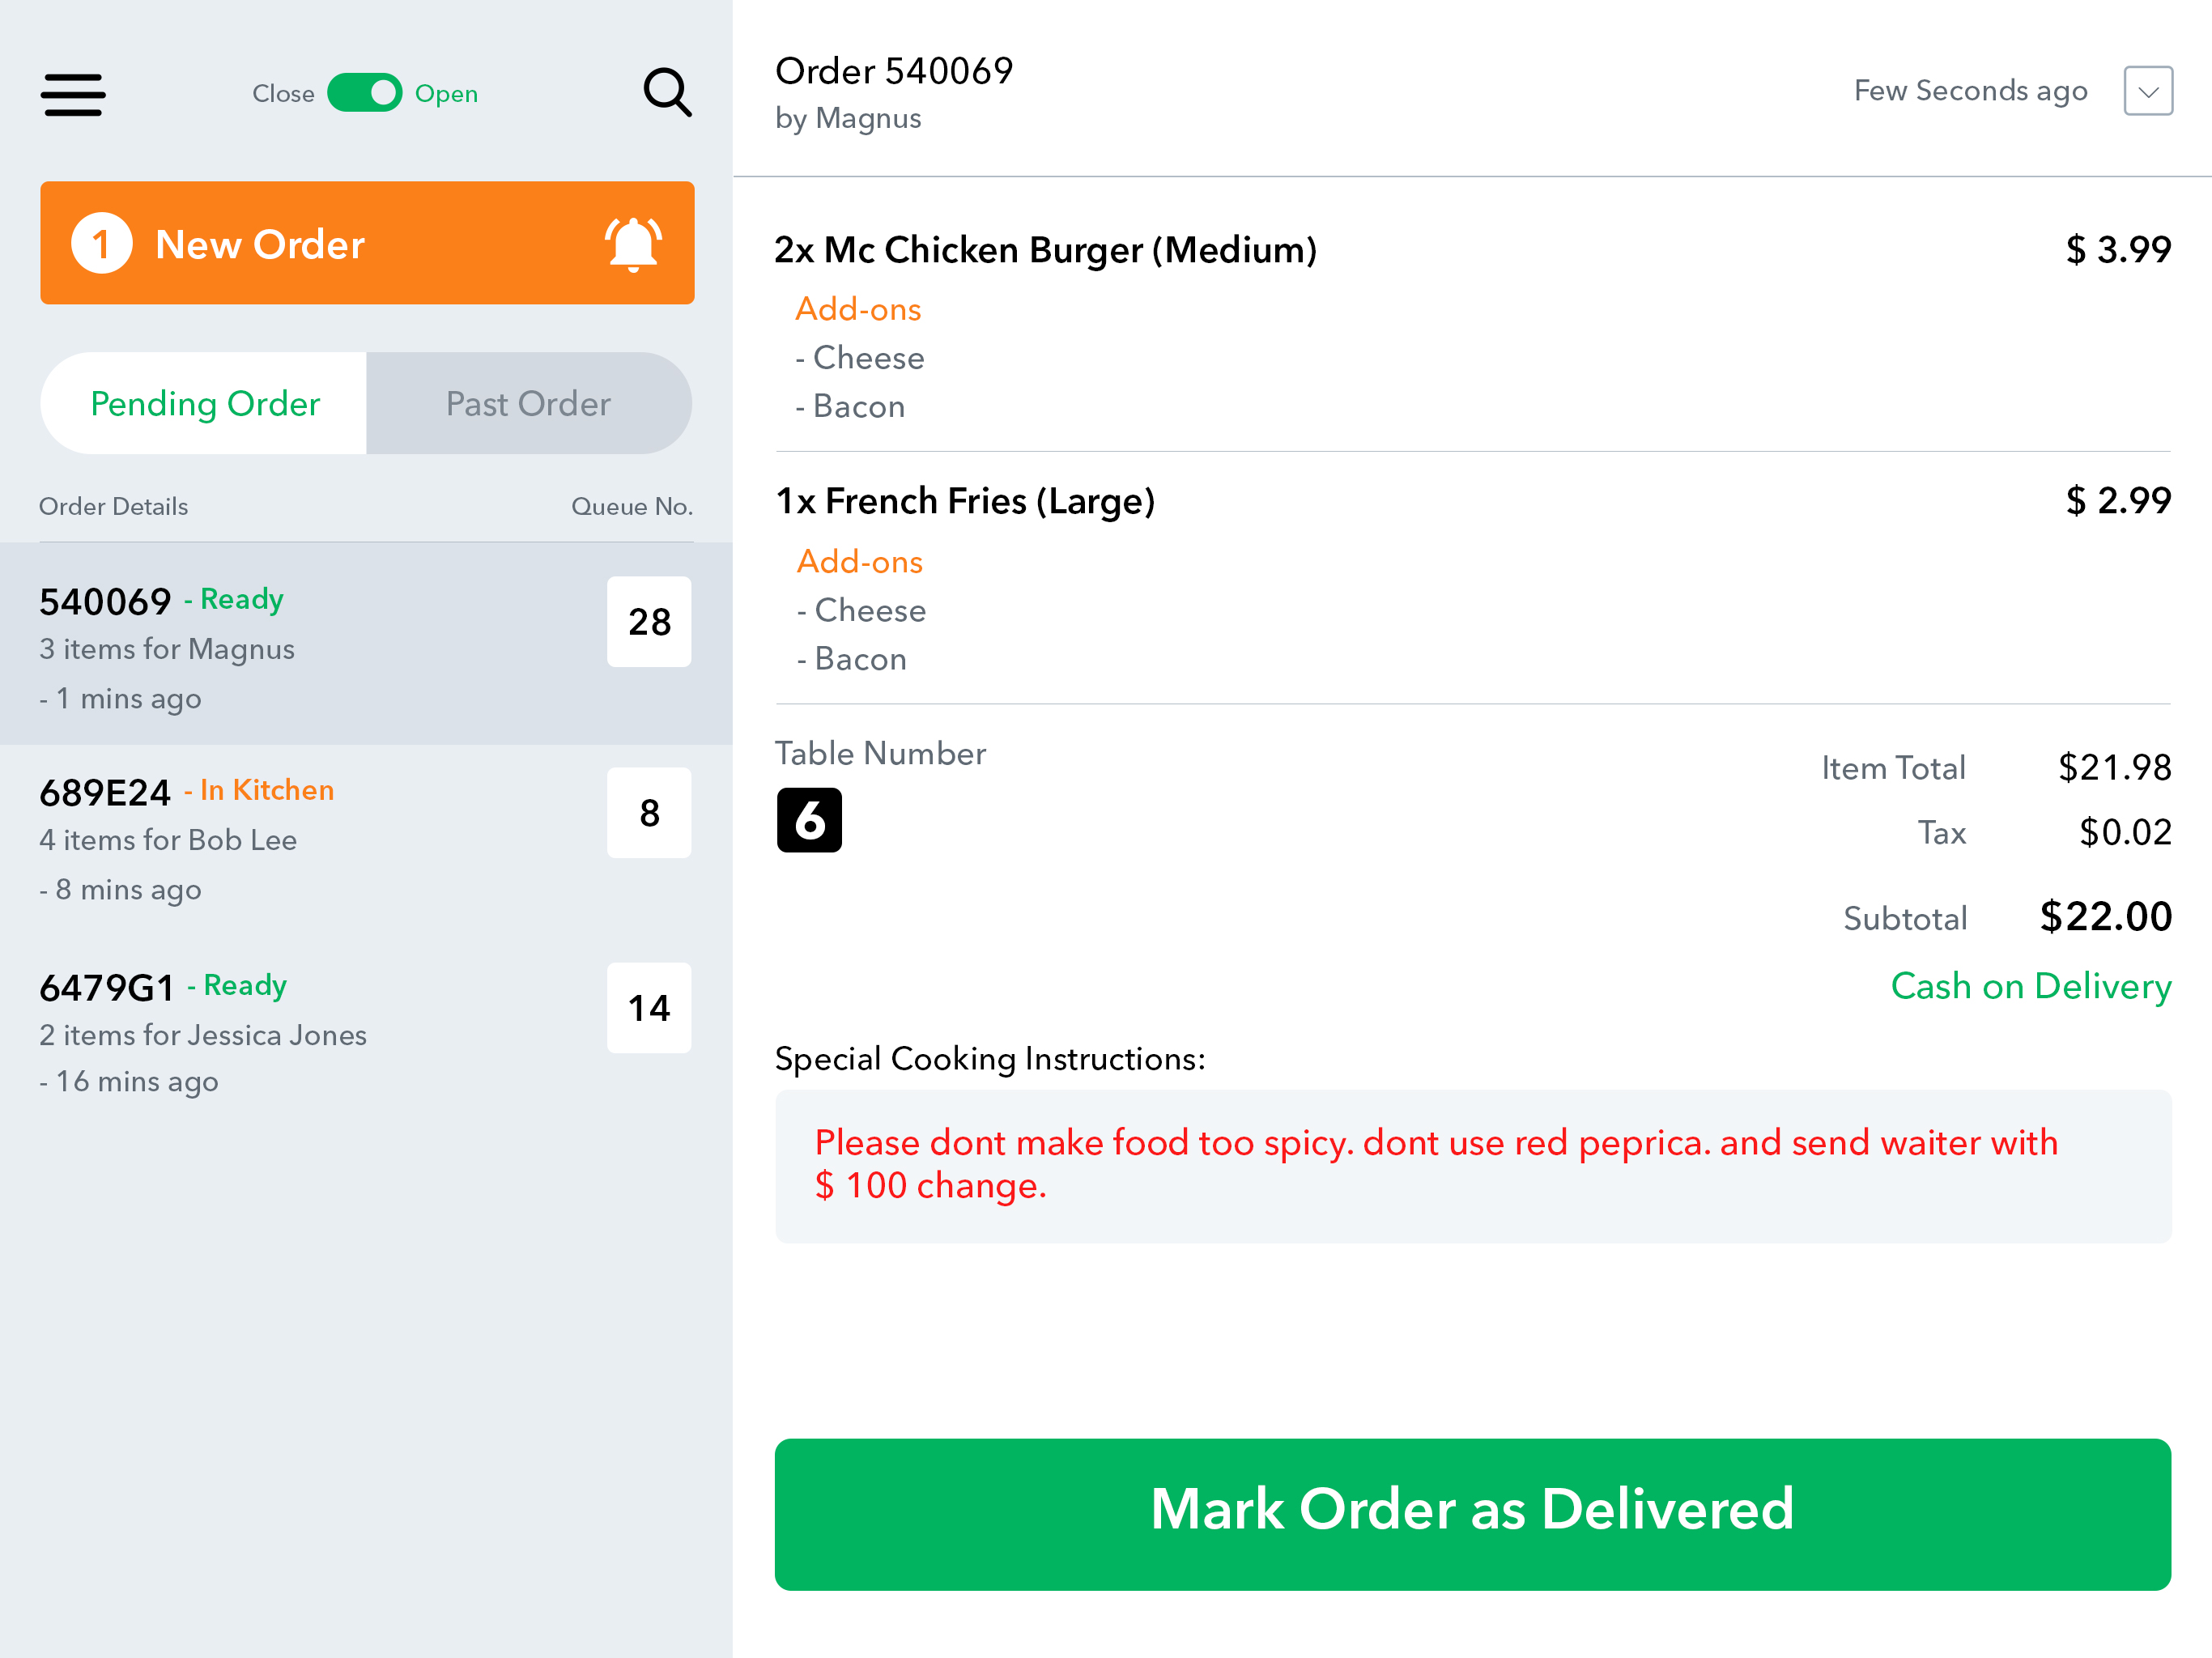 Close
Open
1 New Order
Pending Order
Past Order
Order Details
Queue No.
540069 - Ready
28
3 items for Magnus
- 1 mins ago
689E24 - In Kitchen
8
4 items for Bob Lee
- 8 mins ago
6479G1 - Ready
14
2 items for Jessica Jones
- 16 mins ago
Order 540069
by Magnus
Few Seconds ago
2x Mc Chicken Burger (Medium)
$ 3.99
Add-ons
- Cheese
- Bacon
1x French Fries (Large)
$ 2.99
Add-ons
- Cheese
- Bacon
Table Number
6
Item Total $21.98
Tax $0.02
Subtotal $22.00
Cash on Delivery
Special Cooking Instructions:
Please dont make food too spicy. dont use red peprica. and send waiter with
$ 100 change.
Mark Order as Delivered